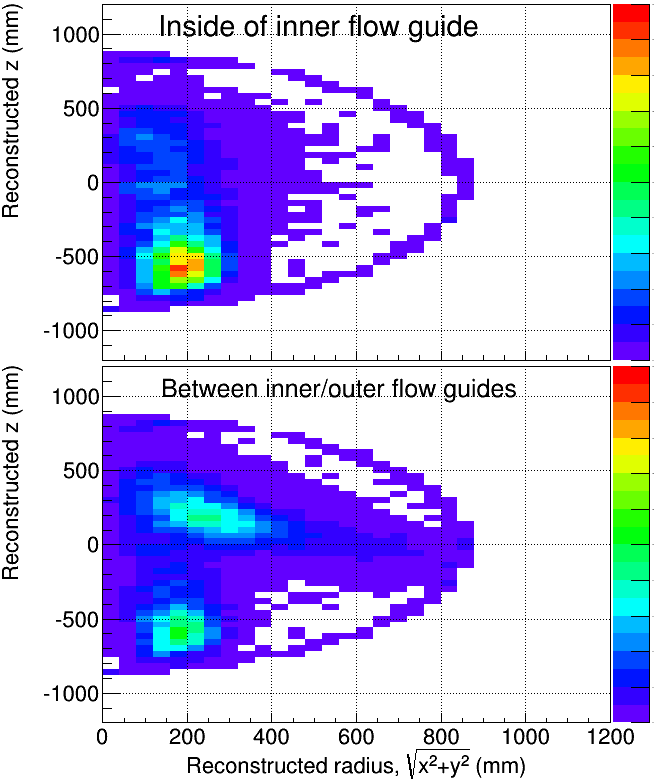 Inside of inner flow guide
Reconstructed z (mm)
1000
500
0
-500
-1000
Between inner/outer flow guides
Reconstructed z (mm)
1000
500
0
-500
-1000
0 200 400 600 800 1000 1200
Reconstructed radius, √x²+y² (mm)